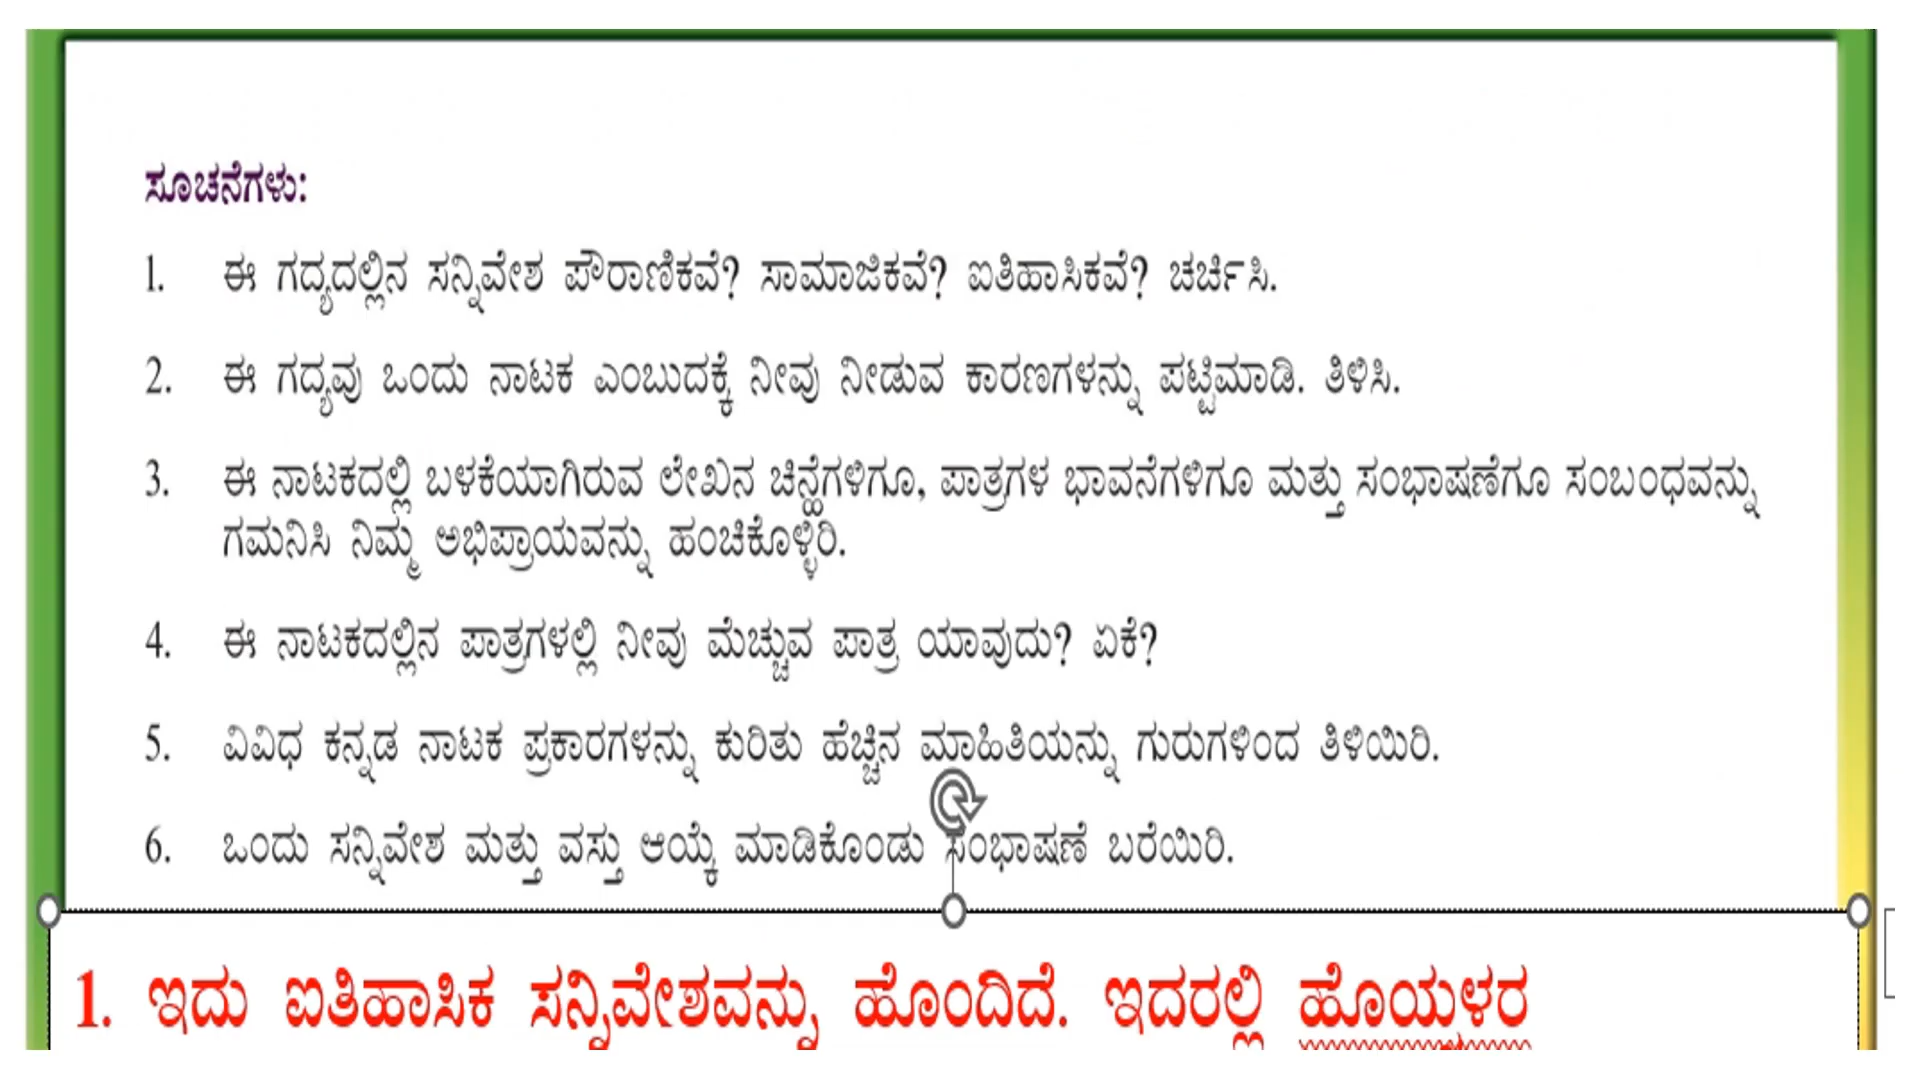 ಸೂಚನೆಗಳು:
1. ಈ ಗದ್ಯದಲ್ಲಿನ ಸನ್ನಿವೇಶ ಪೌರಾಣಿಕವೆ? ಸಾಮಾಜಿಕವೆ? ಐತಿಹಾಸಿಕವೆ? ಚರ್ಚಿಸಿ.
2. ಈ ಗದ್ಯವು ಒಂದು ನಾಟಕ ಎಂಬುದಕ್ಕೆ ನೀವು ನೀಡುವ ಕಾರಣಗಳನ್ನು ಪಟ್ಟಿಮಾಡಿ. ತಿಳಿಸಿ.
3. ಈ ನಾಟಕದಲ್ಲಿ ಬಳಕೆಯಾಗಿರುವ ಲೇಖನ ಚಿನ್ಹೆಗಳಿಗೂ, ಪಾತ್ರಗಳ ಭಾವನೆಗಳಿಗೂ ಮತ್ತು ಸಂಭಾಷಣೆಗೂ ಸಂಬಂಧವನ್ನು
ಗಮನಿಸಿ ನಿಮ್ಮ ಅಭಿಪ್ರಾಯವನ್ನು ಹಂಚಿಕೊಳ್ಳಿರಿ.
4. ಈ ನಾಟಕದಲ್ಲಿನ ಪಾತ್ರಗಳಲ್ಲಿ ನೀವು ಮೆಚ್ಚುವ ಪಾತ್ರ ಯಾವುದು? ಏಕೆ?
5. ವಿವಿಧ ಕನ್ನಡ ನಾಟಕ ಪ್ರಕಾರಗಳನ್ನು ಕುರಿತು ಹೆಚ್ಚಿನ ಮಾಹಿತಿಯನ್ನು ಗುರುಗಳಿಂದ ತಿಳಿಯಿರಿ.
6. ಒಂದು ಸನ್ನಿವೇಶ ಮತ್ತು ವಸ್ತು ಆಯ್ಕೆ ಮಾಡಿಕೊಂಡು ಸಂಭಾಷಣೆ ಬರೆಯಿರಿ.
1. ಇದು ಐತಿಹಾಸಿಕ ಸನ್ನಿವೇಶವನ್ನು ಹೊಂದಿದೆ. ಇದರಲ್ಲಿ ಹೊಯ್ಸಳರ